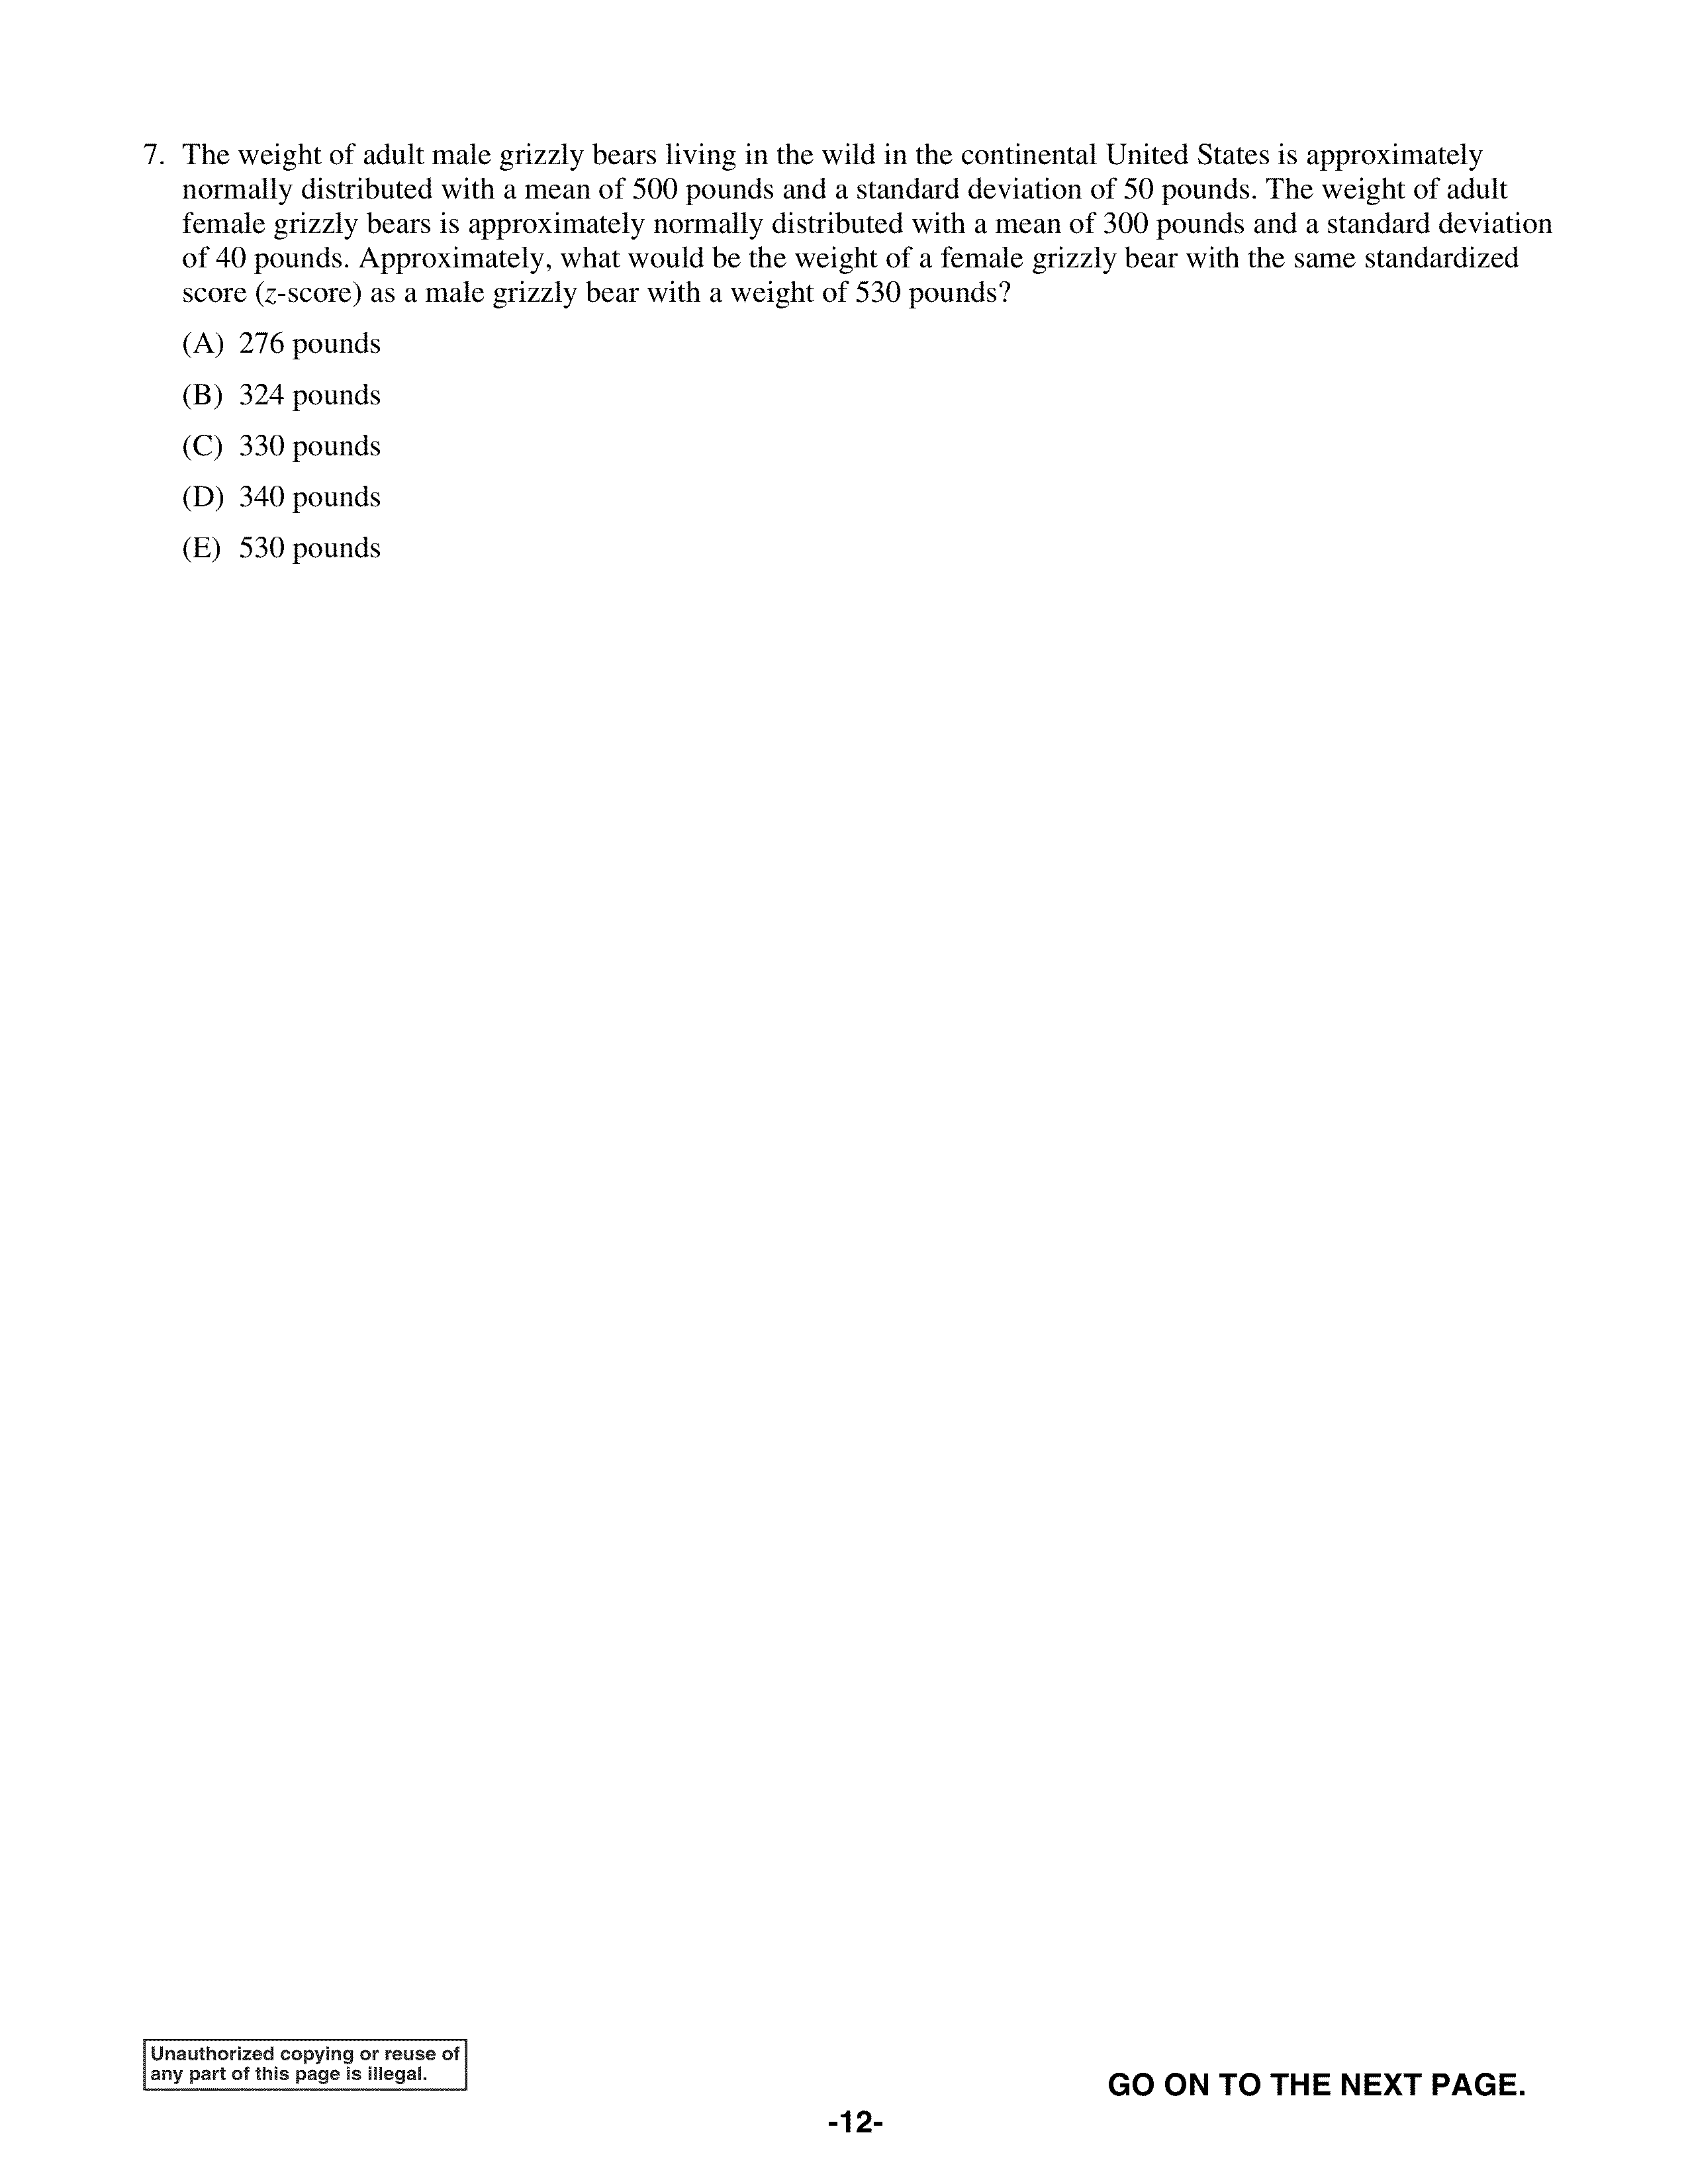 7. The weight of adult male grizzly bears living in the wild in the continental United States is approximately
normally distributed with a mean of 500 pounds and a standard deviation of 50 pounds. The weight of adult
female grizzly bears is approximately normally distributed with a mean of 300 pounds and a standard deviation
of 40 pounds. Approximately, what would be the weight of a female grizzly bear with the same standardized
score (z-score) as a male grizzly bear with a weight of 530 pounds?
(A) 276 pounds
(B) 324 pounds
(C) 330 pounds
(D) 340 pounds
(E) 530 pounds
Unauthorized copying or reuse of
any part of this page is illegal.
GO ON TO THE NEXT PAGE.
-12-